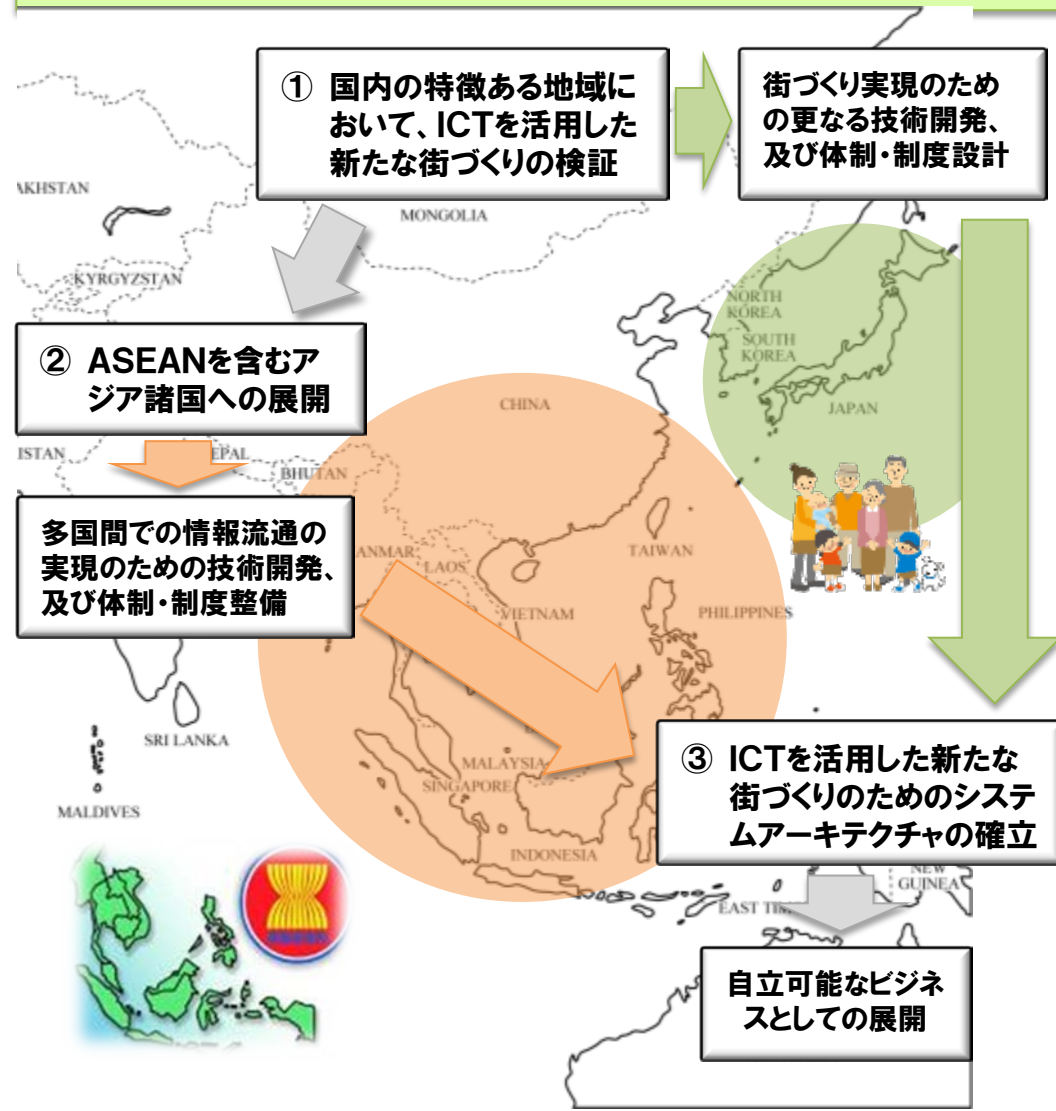 ① 国内の特徴ある地域に
おいて、ICTを活用した
新たな街づくりの検証
街づくり実現のため
の更なる技術開発、
及び体制・制度設計
AKHSTAN
MONGOLIA
KYRGYZSTAN
NORTH
KOREA
SOUTH
KOREA
JAPAN
② ASEANを含むア
ジア諸国への展開
CHINA
ISTAN
EPAL
BHUTAN
多国間での情報流通の
実現のための技術開発、
及び体制・制度整備
ANMAR
LAOS
TAIWAN
VIETNAM
PHILIPPINES
SRI LANKA
MALDIVES
MALAYSIA
SINGAPORE
INDONESIA
③ ICTを活用した新たな
街づくりのためのシステ
ムアーキテクチャの確立
NEW
GUINEA
EAST TIM
自立可能なビジネ
スとしての展開